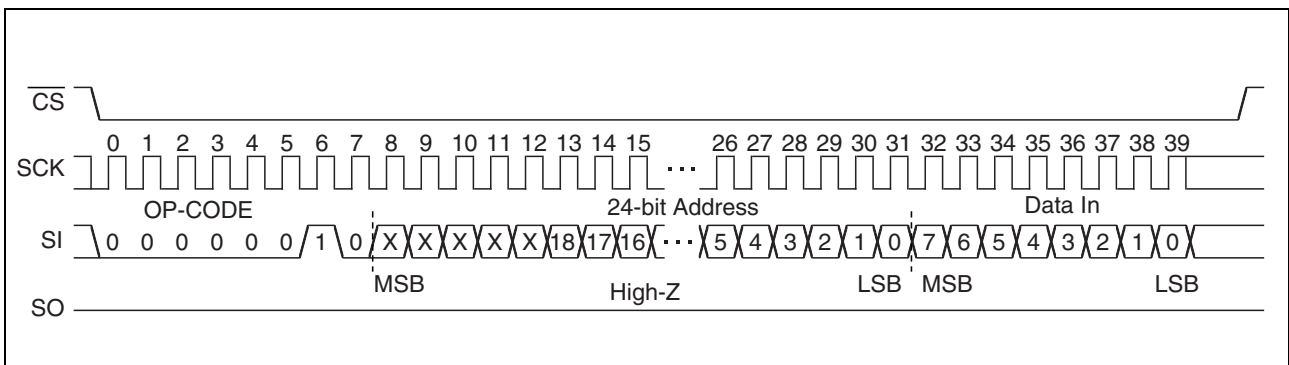 CS
0 1 2 3 4 5 6 7 8 9 10 11 12 13 14 15 26 27 28 29 30 31 32 33 34 35 36 37 38 39
SCK ...
OP-CODE 24-bit Address Data In
SI 0 0 0 0 0 0 1 0 X X X X X 18 17 16 ... 5 4 3 2 1 0 7 6 5 4 3 2 1 0
MSB High-Z LSB MSB LSB
SO